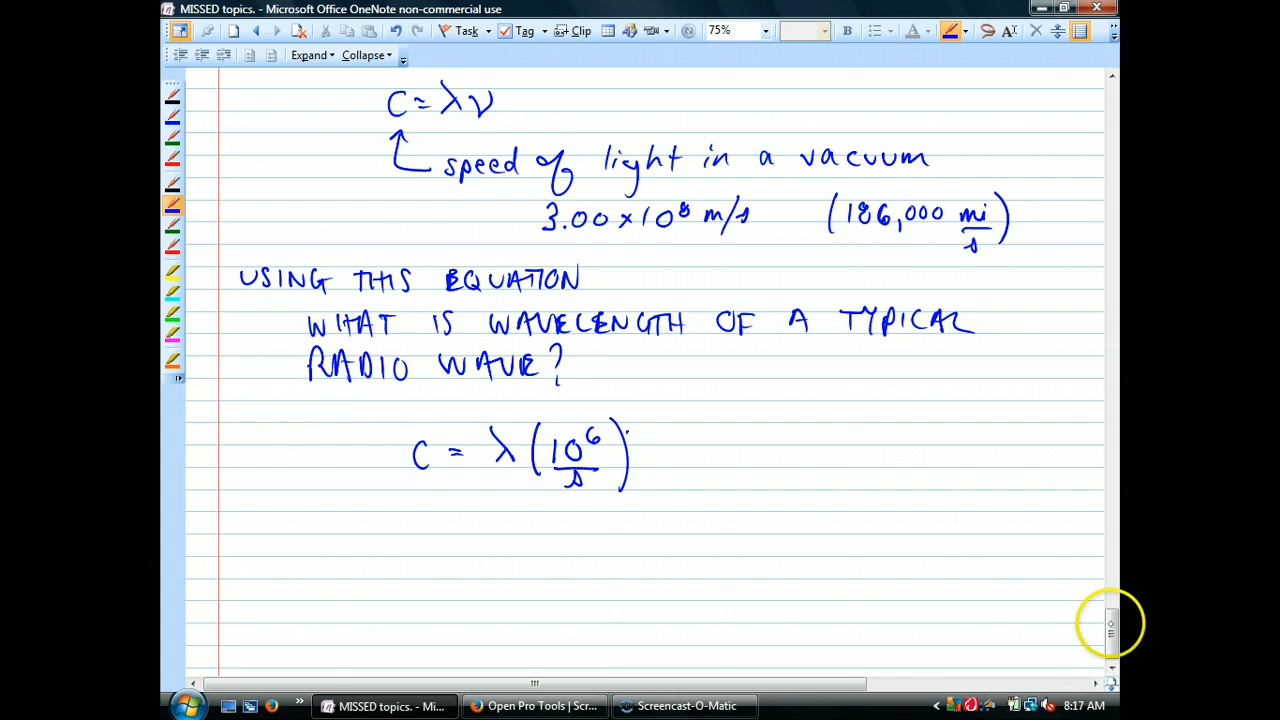 MISSED topics. - Microsoft Office OneNote non-commercial use
Task Tag Clip 75% B A
Expand Collapse
C = λν
speed of light in a vacuum
3.00 × 10⁸ m/s (186,000 mi/s)
USING THIS EQUATION
WHAT IS WAVELENGTH OF A TYPICAL
RADIO WAVE?
C = λ (10⁶/s)
MISSED topics. - Mi... Open Pro Tools | Scr... Screencast-O-Matic 8:17 AM